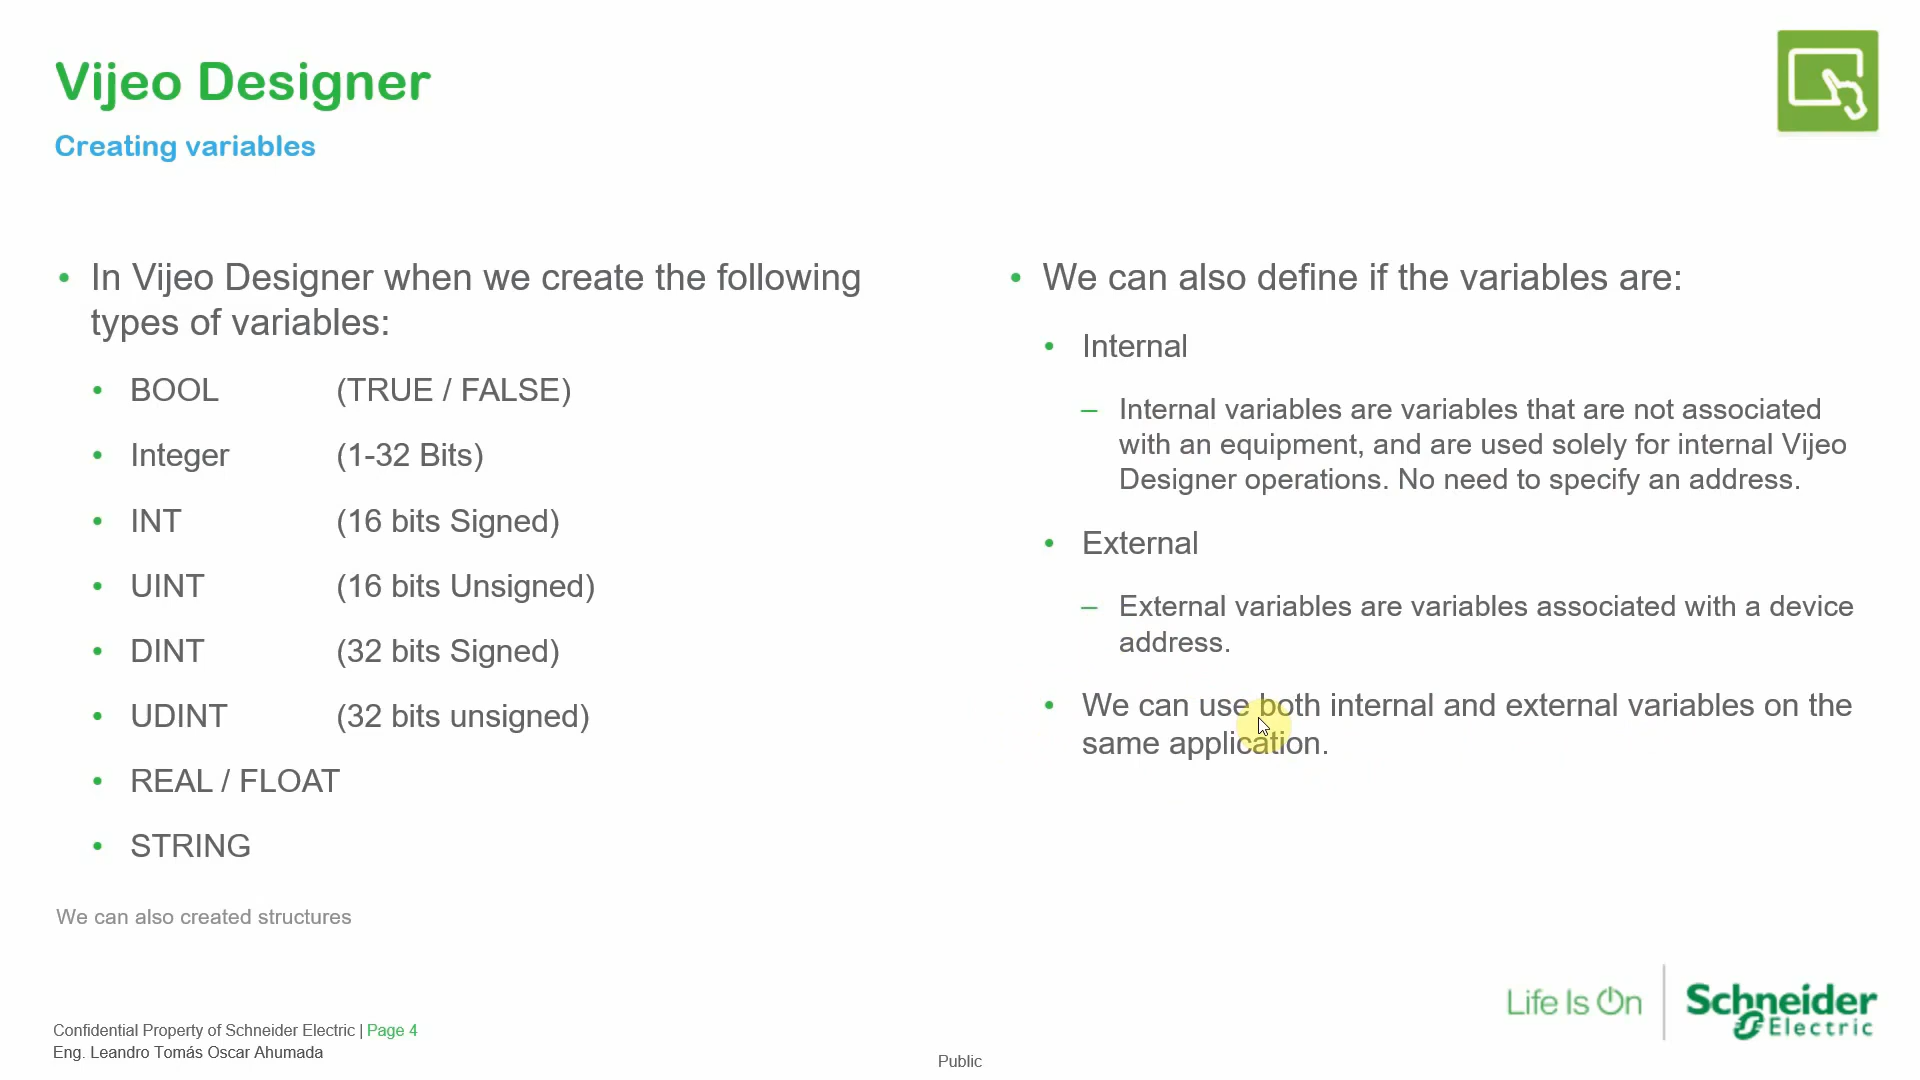 Vijeo Designer
Creating variables
• In Vijeo Designer when we create the following
types of variables:
• BOOL (TRUE / FALSE)
• Integer (1-32 Bits)
• INT (16 bits Signed)
• UINT (16 bits Unsigned)
• DINT (32 bits Signed)
• UDINT (32 bits unsigned)
• REAL / FLOAT
• STRING
We can also created structures
• We can also define if the variables are:
• Internal
– Internal variables are variables that are not associated
with an equipment, and are used solely for internal Vijeo
Designer operations. No need to specify an address.
• External
– External variables are variables associated with a device
address.
• We can use both internal and external variables on the
same application.
Confidential Property of Schneider Electric | Page 4
Eng. Leandro Tomás Oscar Ahumada
Public
Life Is On
Schneider
Electric